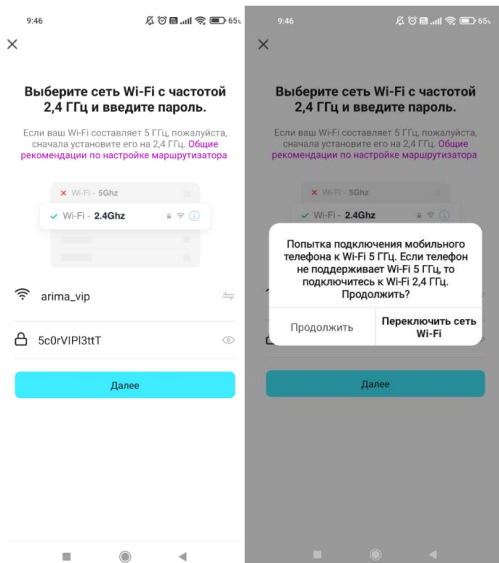 9:46
65%
Выберите сеть Wi-Fi с частотой
2,4 ГГц и введите пароль.
Если ваш Wi-Fi составляет 5 ГГц, пожалуйста,
сначала установите его на 2,4 ГГц. Общие
рекомендации по настройке маршрутизатора
Wi-Fi - 5Ghz
Wi-Fi - 2.4Ghz
arima_vip
5c0rVIPl3ttT
Далее
9:46
65%
Выберите сеть Wi-Fi с частотой
2,4 ГГц и введите пароль.
Если ваш Wi-Fi составляет 5 ГГц, пожалуйста,
сначала установите его на 2,4 ГГц. Общие
рекомендации по настройке маршрутизатора
Wi-Fi - 5Ghz
Wi-Fi - 2.4Ghz
Попытка подключения мобильного
телефона к Wi-Fi 5 ГГц. Если телефон
не поддерживает Wi-Fi 5 ГГц, то
подключитесь к Wi-Fi 2,4 ГГц.
Продолжить?
Продолжить
Переключить сеть
Wi-Fi
Далее